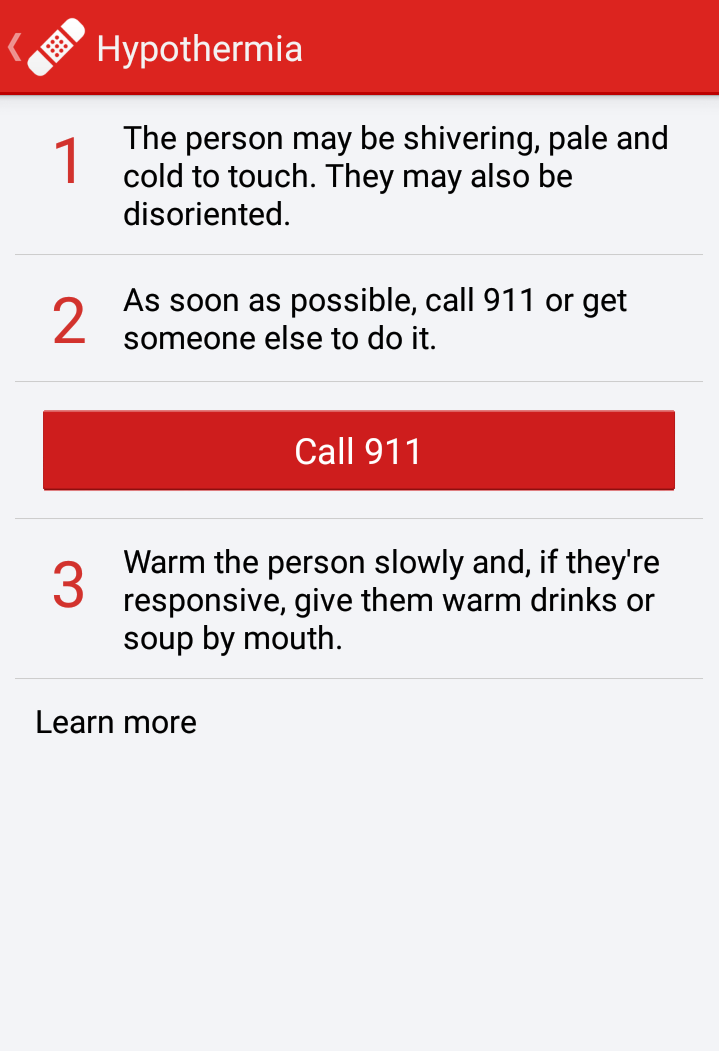 Hypothermia
1
The person may be shivering, pale and
cold to touch. They may also be
disoriented.
2
As soon as possible, call 911 or get
someone else to do it.
Call 911
3
Warm the person slowly and, if they're
responsive, give them warm drinks or
soup by mouth.
Learn more